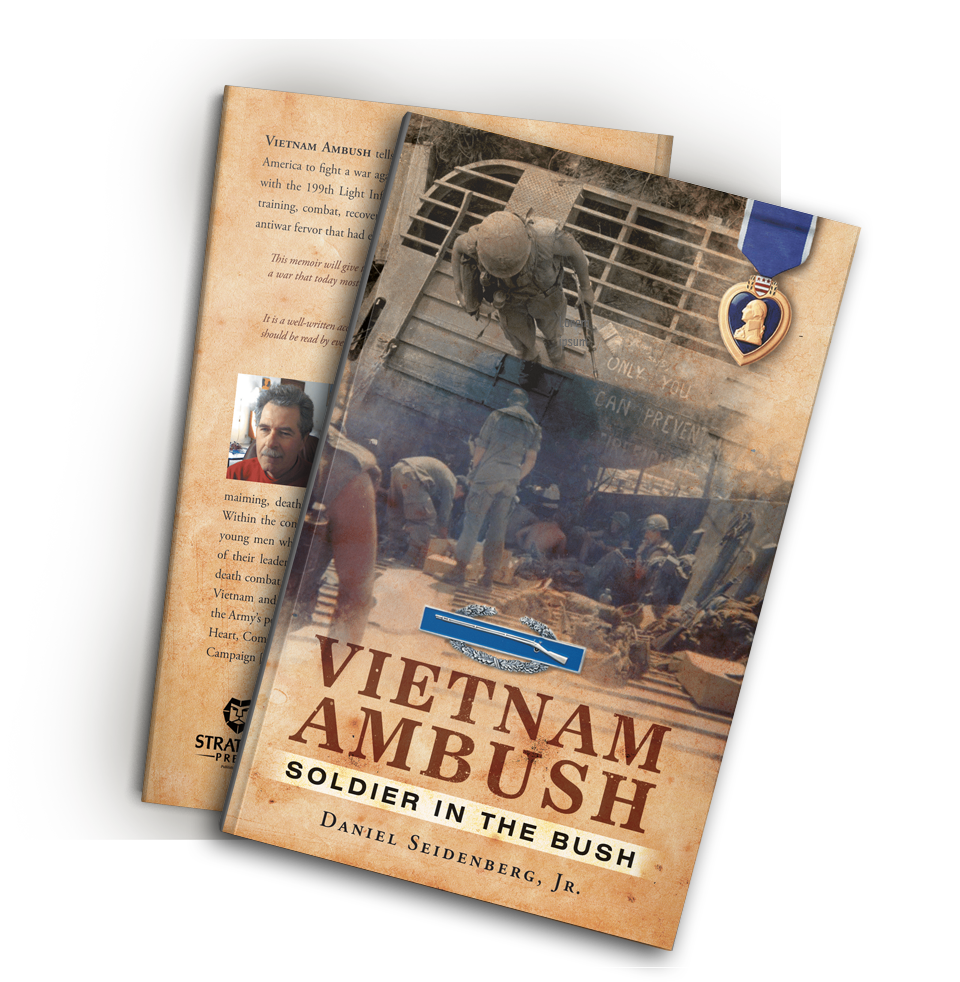 VIETNAM AMBUSH tells
America to fight a war aga
with the 199th Light Inf
training, combat, recove
antiwar fervor that had e
This memoir will give
a war that today most
It is a well-written acc
should be read by eve
maiming, death,
Within the con
young men wh
of their leader
death combat
Vietnam and
the Army's p
Heart, Com
Campaign
STRAT
PRE
ONLY YOU
CAN PREVENT
VIETNAM
AMBUSH
SOLDIER IN THE BUSH
DANIEL SEIDENBERG, JR.